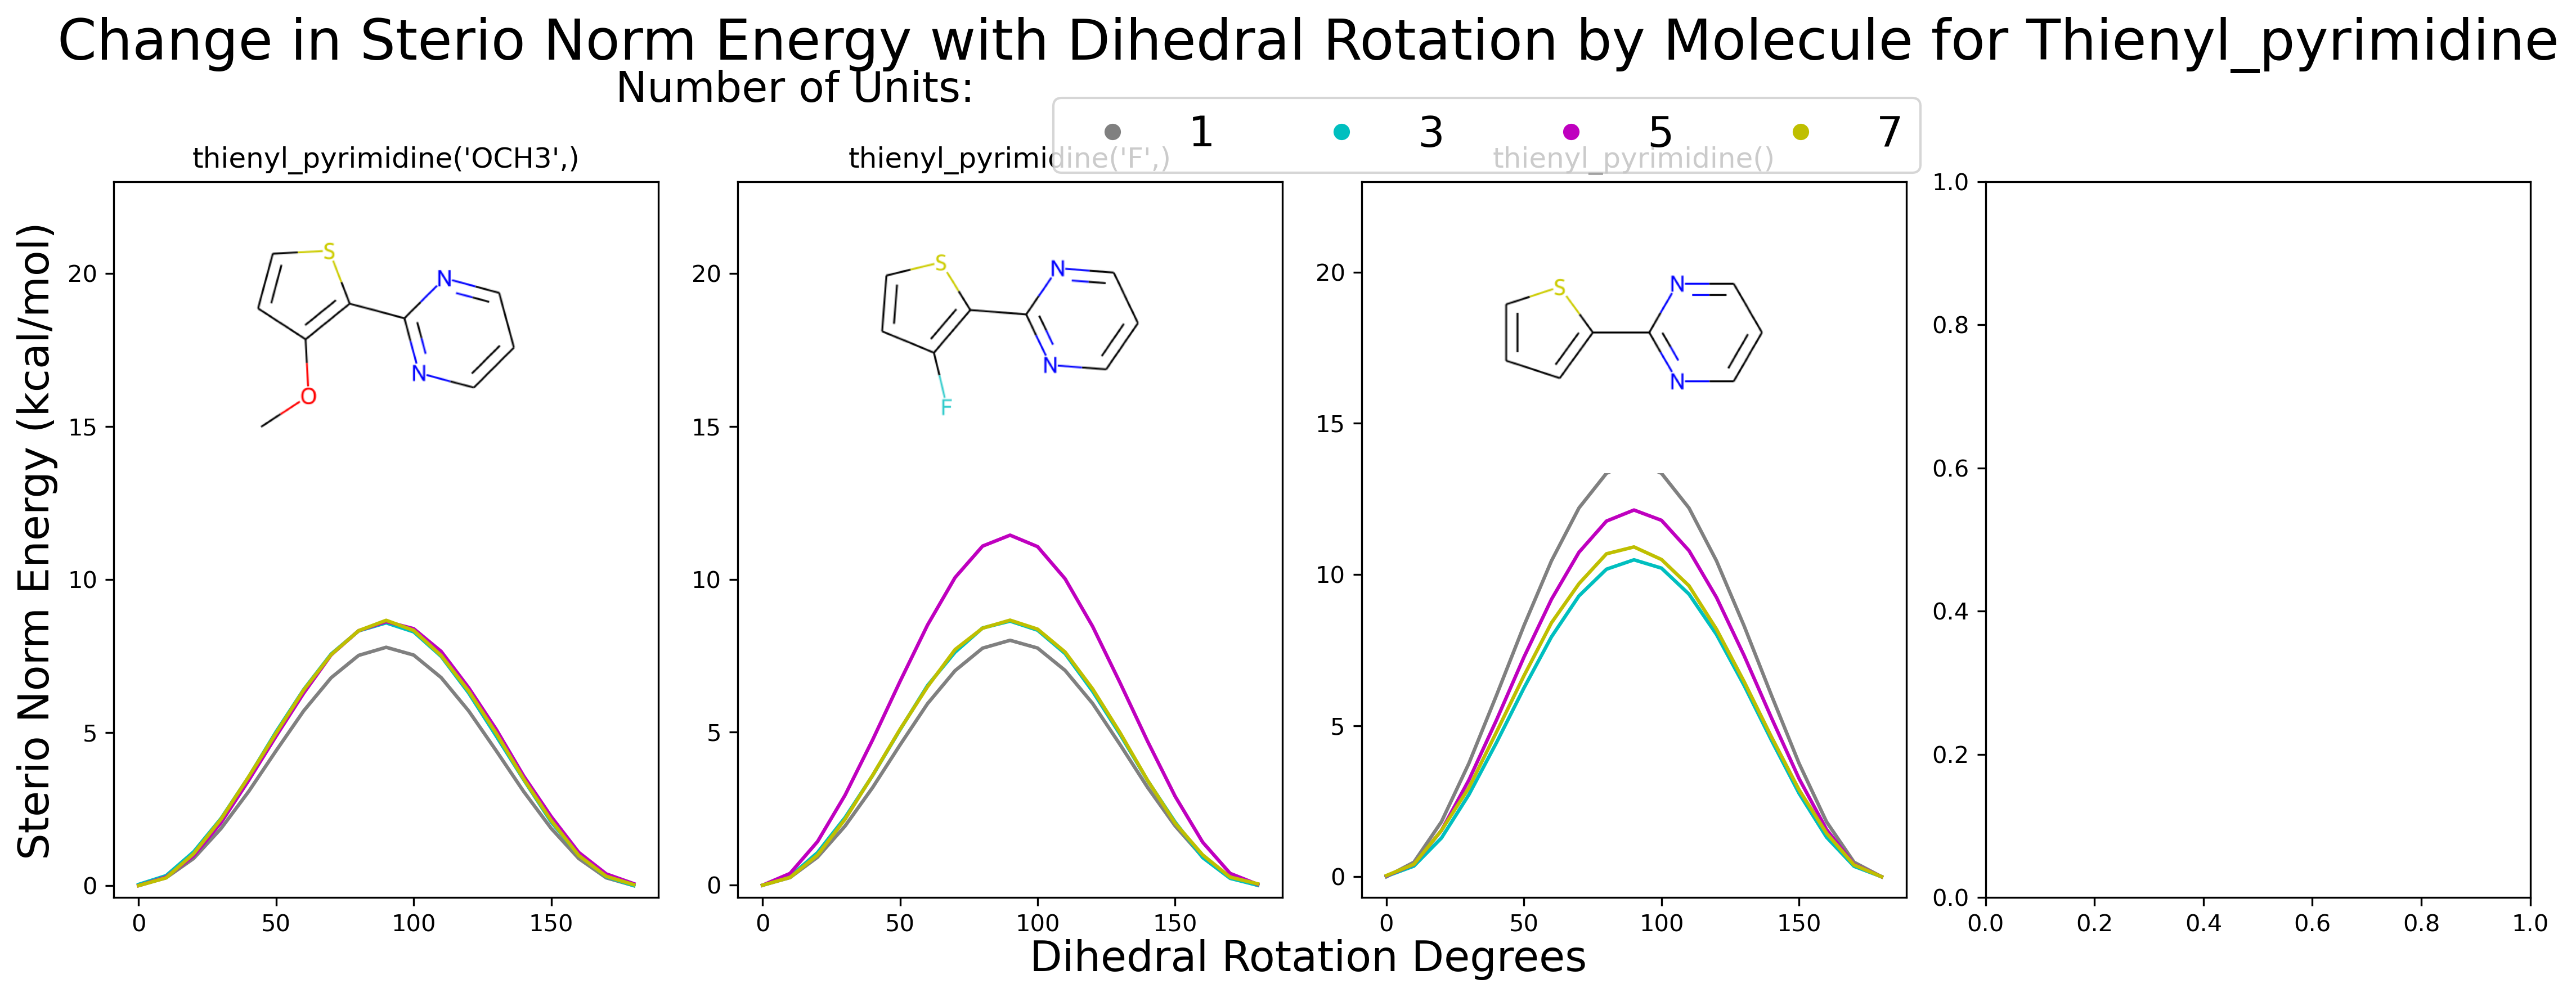 Change in Sterio Norm Energy with Dihedral Rotation by Molecule for Thienyl_pyrimidine
Number of Units:
1 3 5 7
thienyl_pyrimidine('OCH3',)
thienyl_pyrimidine('F',)
thienyl_pyrimidine()
Sterio Norm Energy (kcal/mol)
20
15
10
5
0
0 50 100 150
S
N
N
O
20
15
10
5
0
0 50 100 150
S
N
N
F
20
15
10
5
0
0 50 100 150
S
N
N
1.0
0.8
0.6
0.4
0.2
0.0
0.0 0.2 0.4 0.6 0.8 1.0
Dihedral Rotation Degrees